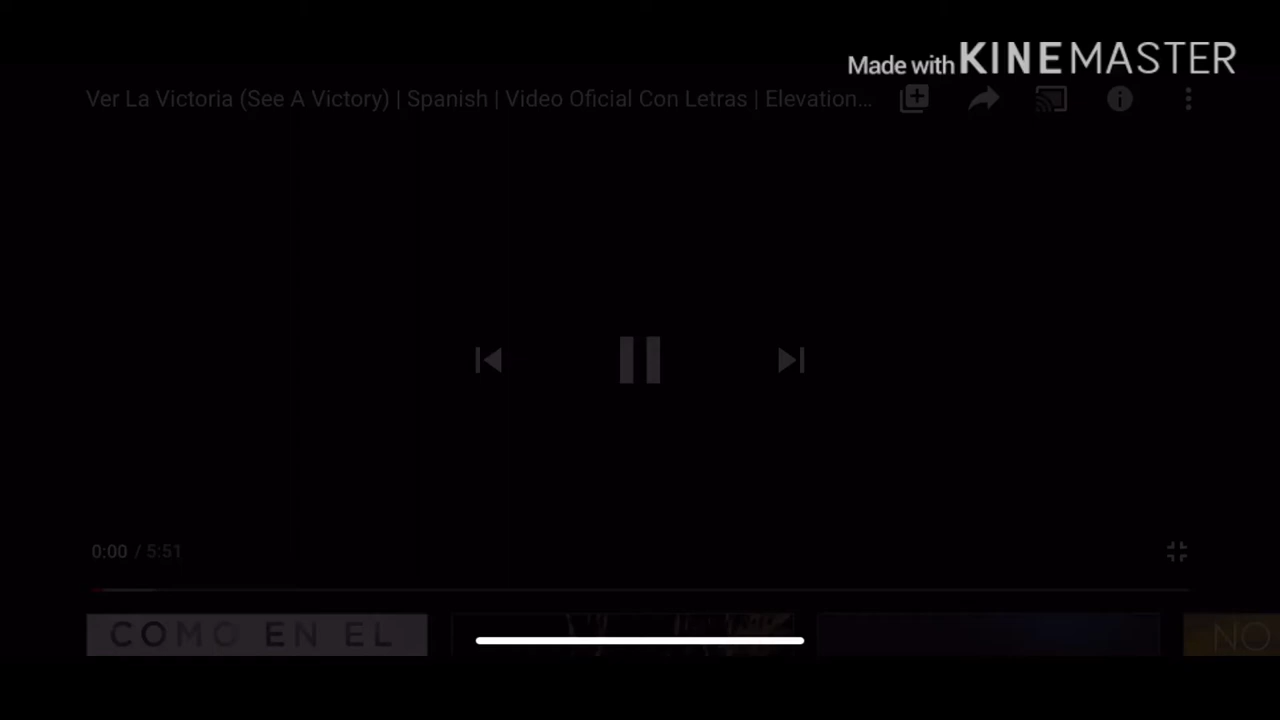 Made with KINEMASTER
Ver La Victoria (See A Victory) | Spanish | Video Oficial Con Letras | Elevation...
0:00 / 5:51
COMO EN EL
NO